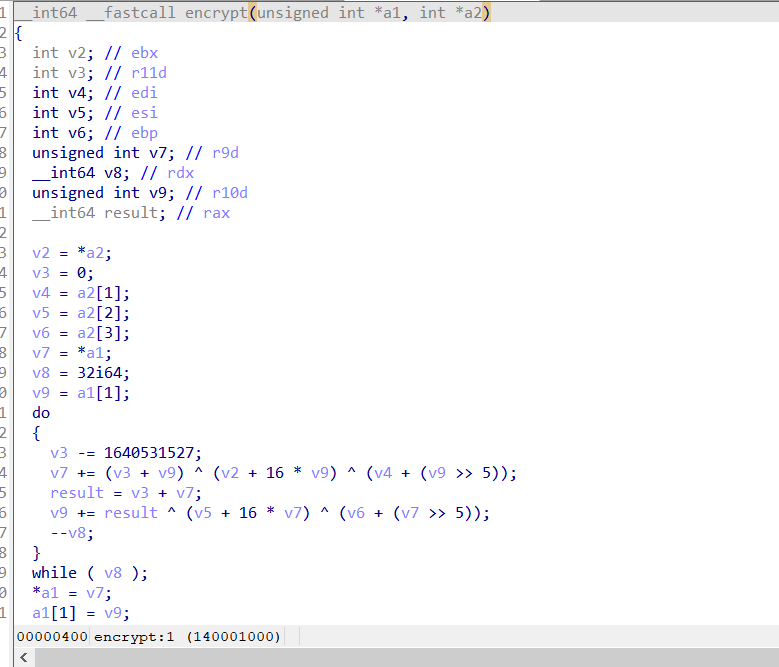 1 __int64 __fastcall encrypt(unsigned int *a1, int *a2)
2 {
3 int v2; // ebx
4 int v3; // r11d
5 int v4; // edi
6 int v5; // esi
7 int v6; // ebp
8 unsigned int v7; // r9d
9 __int64 v8; // rdx
0 unsigned int v9; // r10d
1 __int64 result; // rax
2
3 v2 = *a2;
4 v3 = 0;
5 v4 = a2[1];
6 v5 = a2[2];
7 v6 = a2[3];
8 v7 = *a1;
9 v8 = 32i64;
0 v9 = a1[1];
1 do
2 {
3 v3 -= 1640531527;
4 v7 += (v3 + v9) ^ (v2 + 16 * v9) ^ (v4 + (v9 >> 5));
5 result = v3 + v7;
6 v9 += result ^ (v5 + 16 * v7) ^ (v6 + (v7 >> 5));
7 --v8;
8 }
9 while ( v8 );
0 *a1 = v7;
1 a1[1] = v9;
00000400 encrypt:1 (140001000)